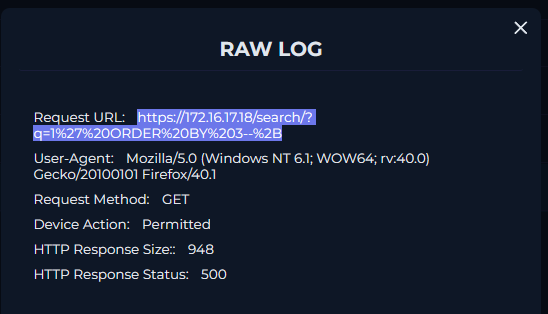 RAW LOG
Request URL: https://172.16.17.18/search/?
q=1%27%20ORDER%20BY%203--%2B
User-Agent: Mozilla/5.0 (Windows NT 6.1; WOW64; rv:40.0)
Gecko/20100101 Firefox/40.1
Request Method: GET
Device Action: Permitted
HTTP Response Size:: 948
HTTP Response Status: 500